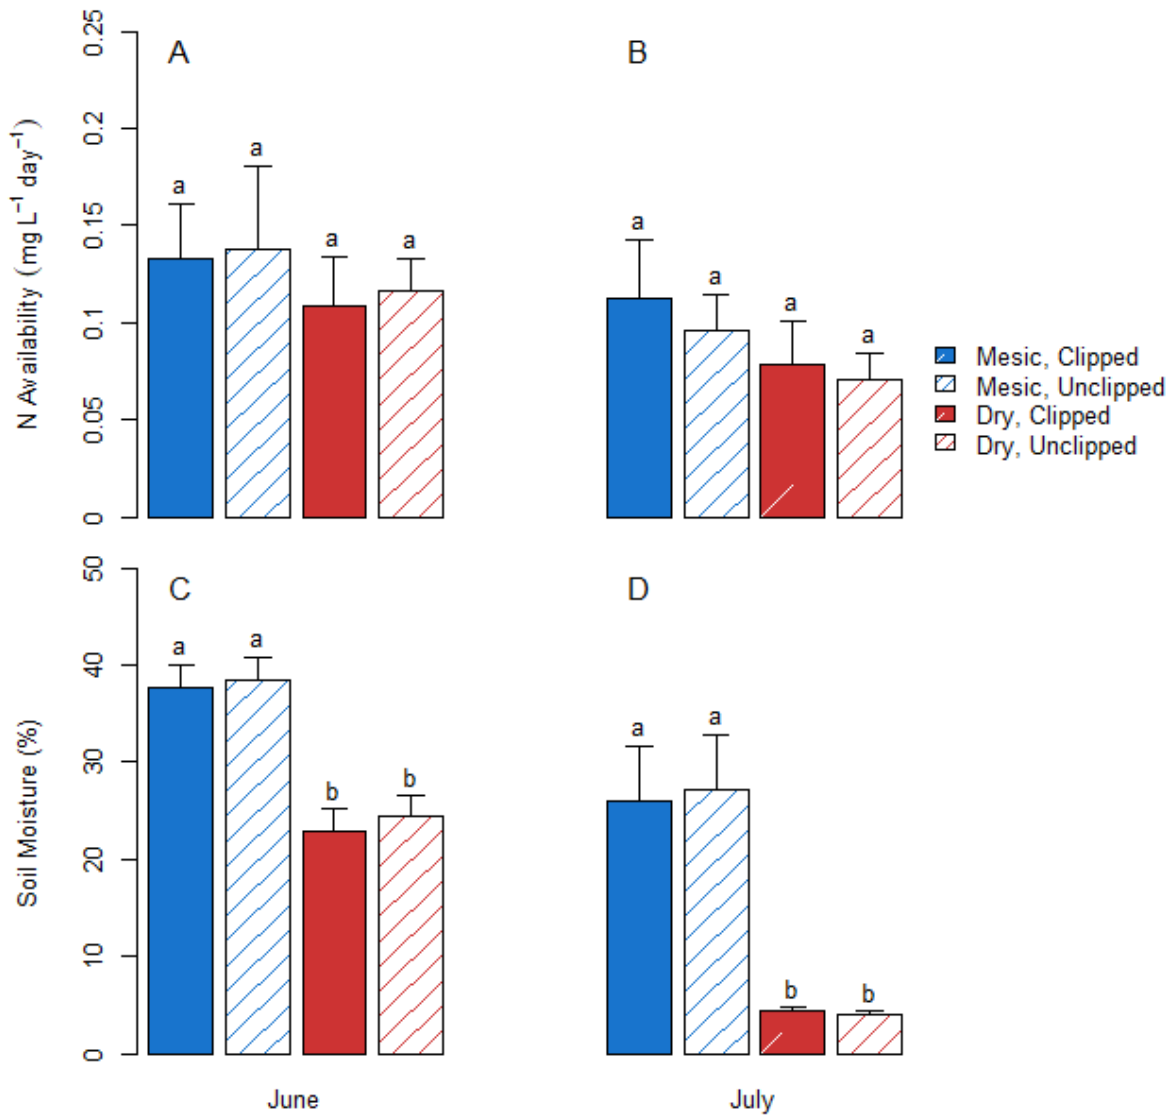 A
B
N Availability (mg L⁻¹ day⁻¹)
0.25
0.2
0.15
0.1
0.05
0
a
a
a
a
a
a
a
a
Mesic, Clipped
Mesic, Unclipped
Dry, Clipped
Dry, Unclipped
C
D
Soil Moisture (%)
50
40
30
20
10
0
a
a
b
b
a
a
b
b
June
July